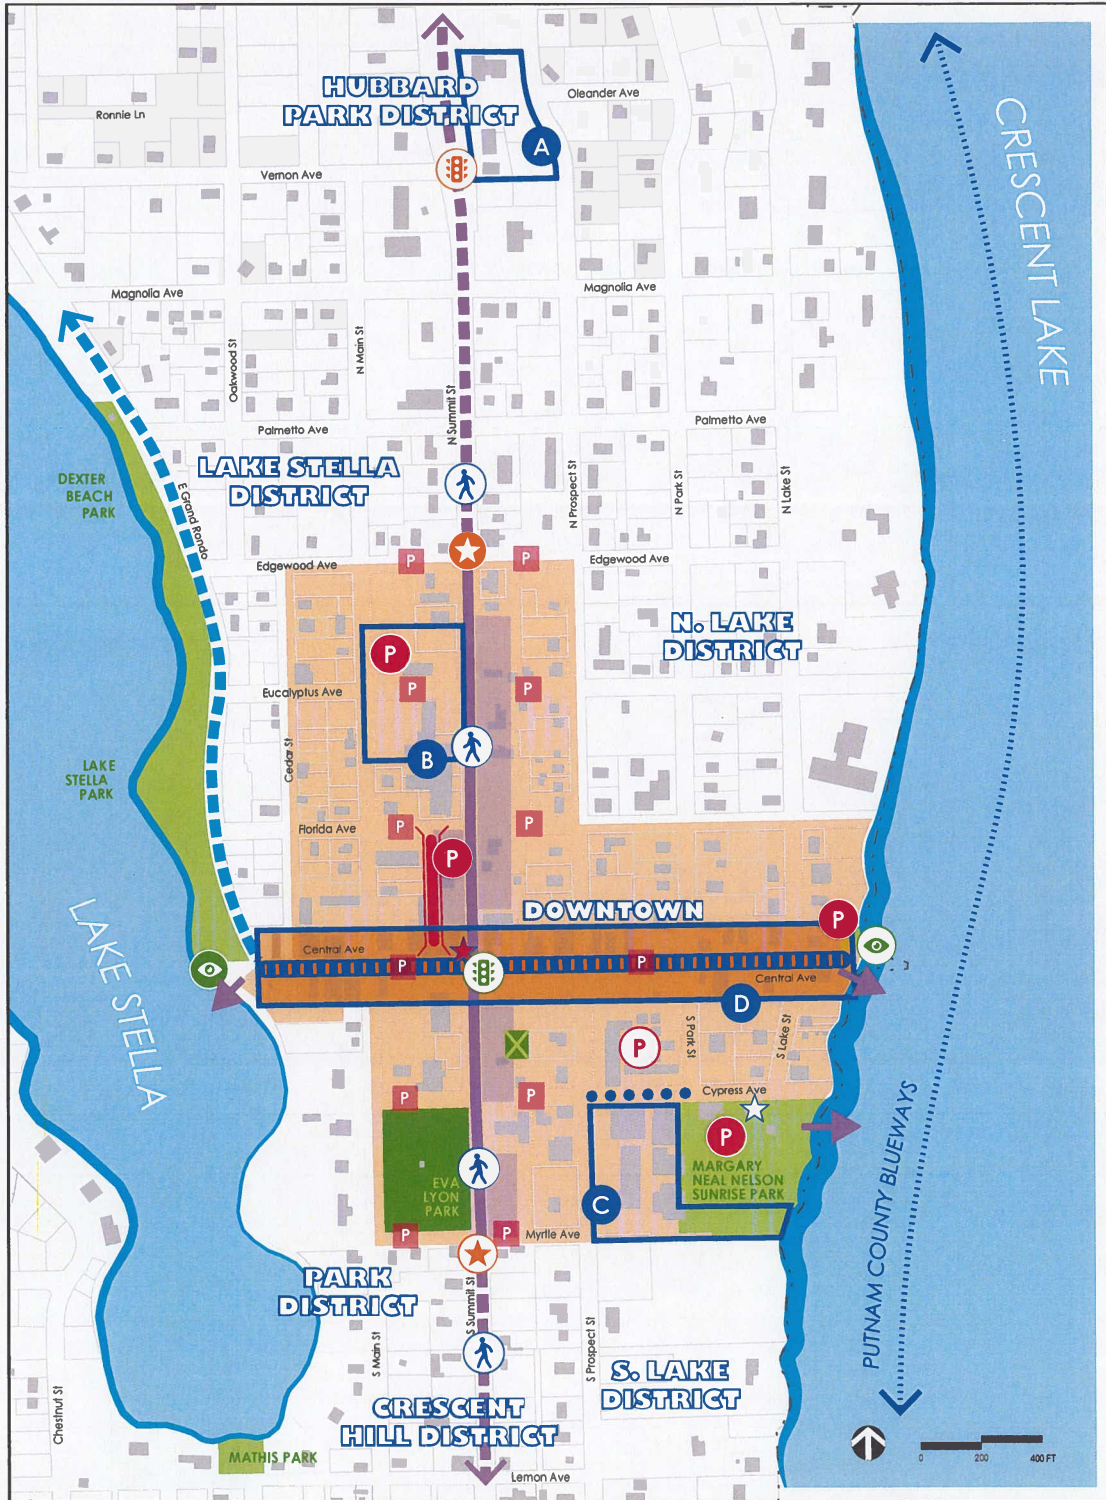 HUBBARD
PARK DISTRICT
Oleander Ave
Ronnie Ln
A
Vernon Ave
CRESCENT LAKE
Magnolia Ave
Magnolia Ave
Oakwood St
N Main St
N Summit St
Palmetto Ave
Palmetto Ave
LAKE STELLA
DISTRICT
DEXTER
BEACH
PARK
E Grand Rondo
N Prospect St
N Park St
N Lake St
Edgewood Ave
P
P
Edgewood Ave
N. LAKE
DISTRICT
P
Eucalyptus Ave
P
P
Cedar St
B
LAKE
STELLA
PARK
Florida Ave
P
P
P
DOWNTOWN
P
LAKE STELLA
Central Ave
P
P
Central Ave
D
S Park St
S Lake St
P
Cypress Ave
P
P
P
MARGARY
NEAL NELSON
SUNRISE PARK
EVA
LYON
PARK
C
P
P
Myrtle Ave
PUTNAM COUNTY BLUEWAYS
PARK
DISTRICT
S Summit St
S Main St
S Prospect St
S. LAKE
DISTRICT
CRESCENT
HILL DISTRICT
Chestnut St
MATHIS PARK
Lemon Ave
0 200 400 FT